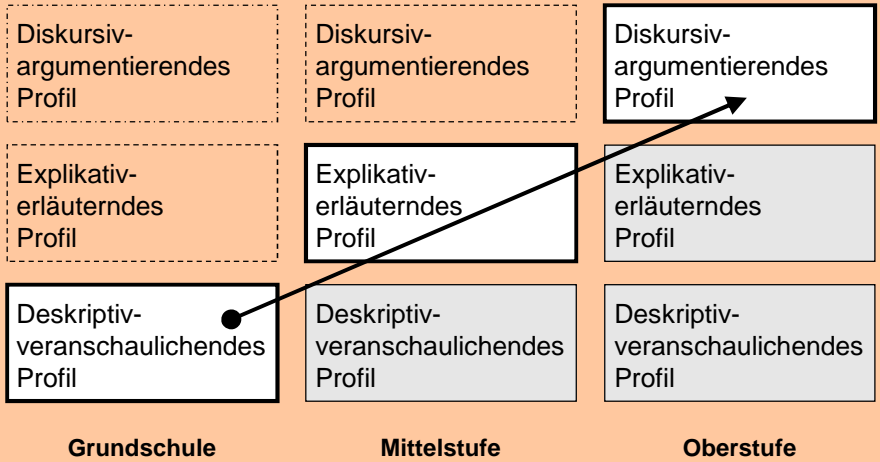 Diskursiv-
argumentierendes
Profil
Diskursiv-
argumentierendes
Profil
Diskursiv-
argumentierendes
Profil
Explikativ-
erläuterndes
Profil
Explikativ-
erläuterndes
Profil
Explikativ-
erläuterndes
Profil
Deskriptiv-
veranschaulichendes
Profil
Deskriptiv-
veranschaulichendes
Profil
Deskriptiv-
veranschaulichendes
Profil
Grundschule
Mittelstufe
Oberstufe